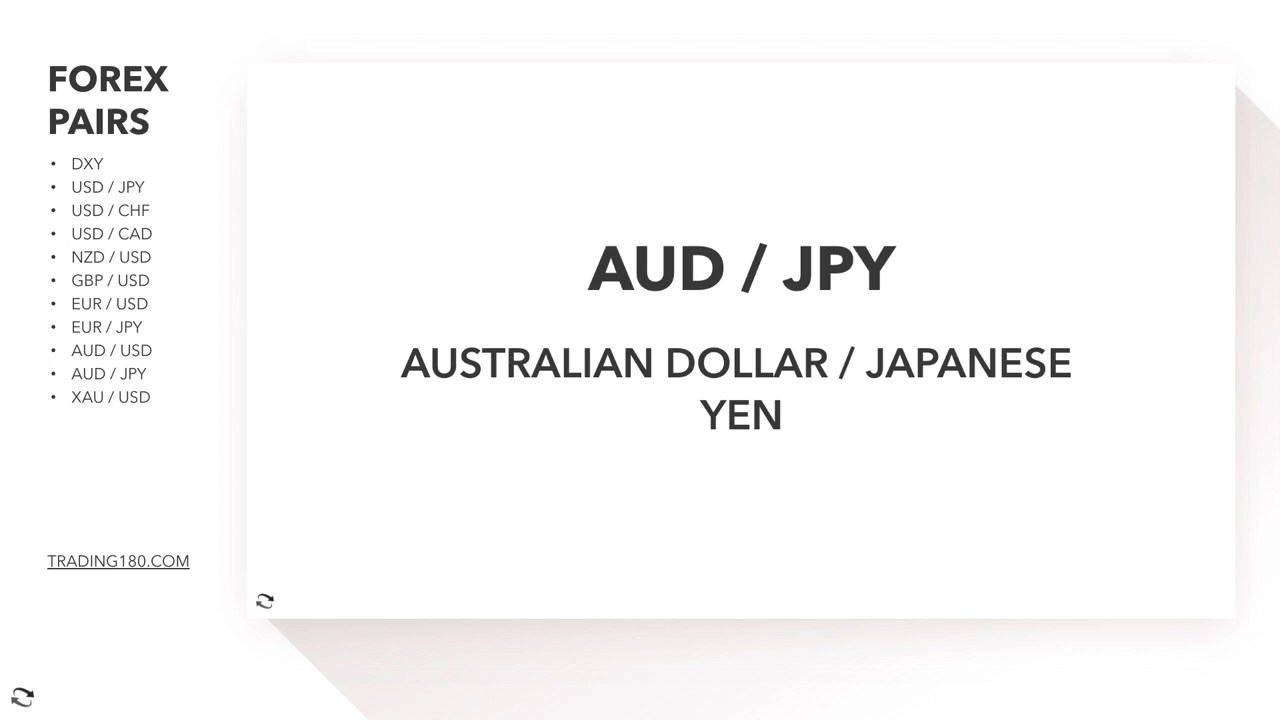 FOREX
PAIRS
• DXY
• USD / JPY
• USD / CHF
• USD / CAD
• NZD / USD
• GBP / USD
• EUR / USD
• EUR / JPY
• AUD / USD
• AUD / JPY
• XAU / USD
TRADING180.COM
AUD / JPY
AUSTRALIAN DOLLAR / JAPANESE
YEN